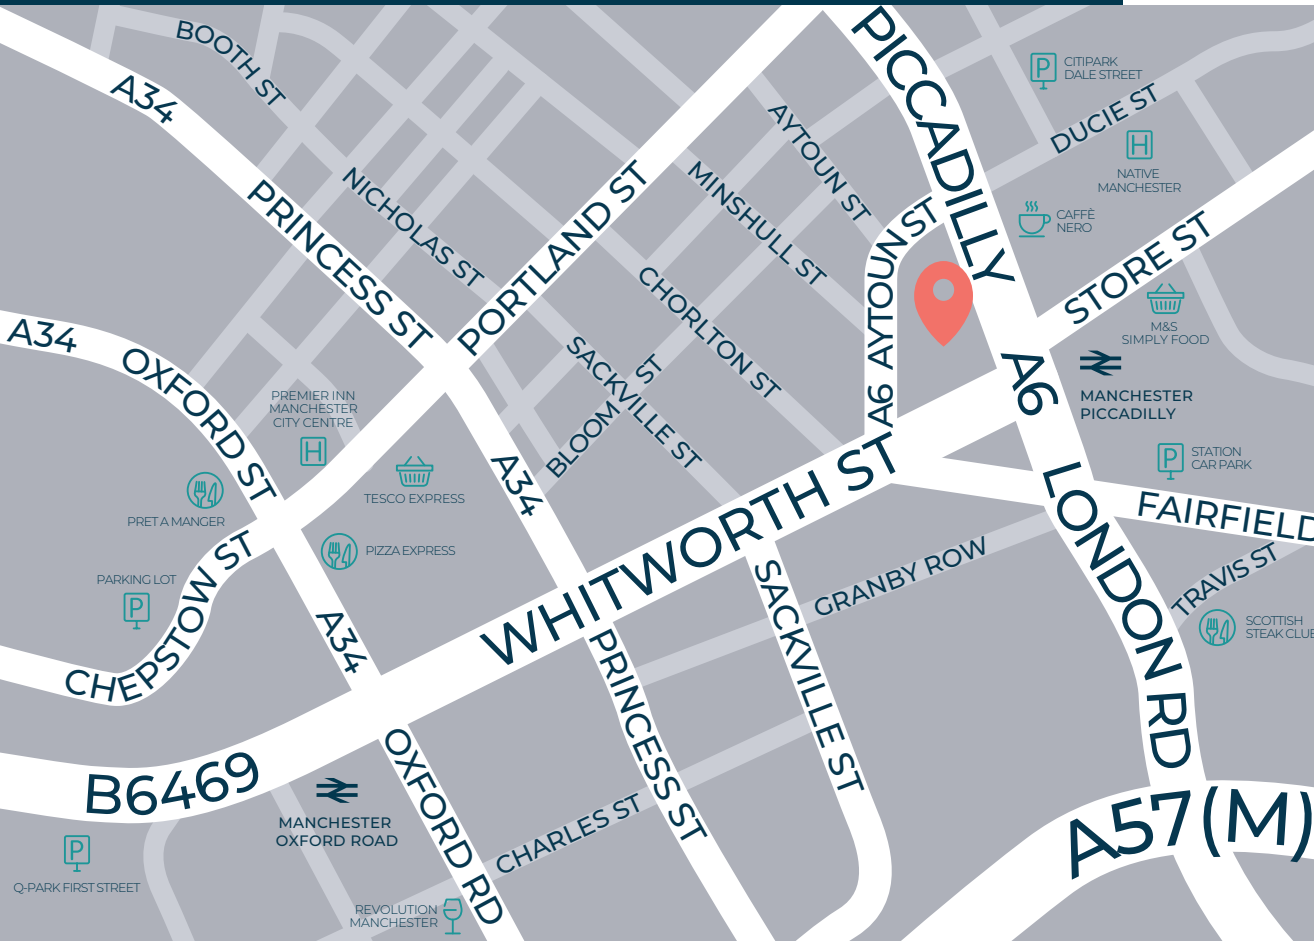 BOOTH ST
A34
PICCADILLY
CITIPARK
DALE STREET
DUCIE ST
AYTOUN ST
NATIVE
MANCHESTER
NICHOLAS ST
PRINCESS ST
PORTLAND ST
MINSHULL ST
AYTOUN ST
CAFFÈ
NERO
STORE ST
CHORLTON ST
A34
OXFORD ST
SACKVILLE ST
BLOOM ST
A6
A6
M&S
SIMPLY FOOD
MANCHESTER
PICCADILLY
PREMIER INN
MANCHESTER
CITY CENTRE
PRET A MANGER
TESCO EXPRESS
A34
STATION
CAR PARK
WHITWORTH ST
LONDON RD
FAIRFIELD
PIZZA EXPRESS
CHEPSTOW ST
PARKING LOT
A34
GRANBY ROW
TRAVIS ST
SCOTTISH
STEAK CLUB
PRINCESS ST
SACKVILLE ST
B6469
OXFORD RD
MANCHESTER
OXFORD ROAD
CHARLES ST
A57(M)
Q-PARK FIRST STREET
REVOLUTION
MANCHESTER
P
H
H
P
P
P